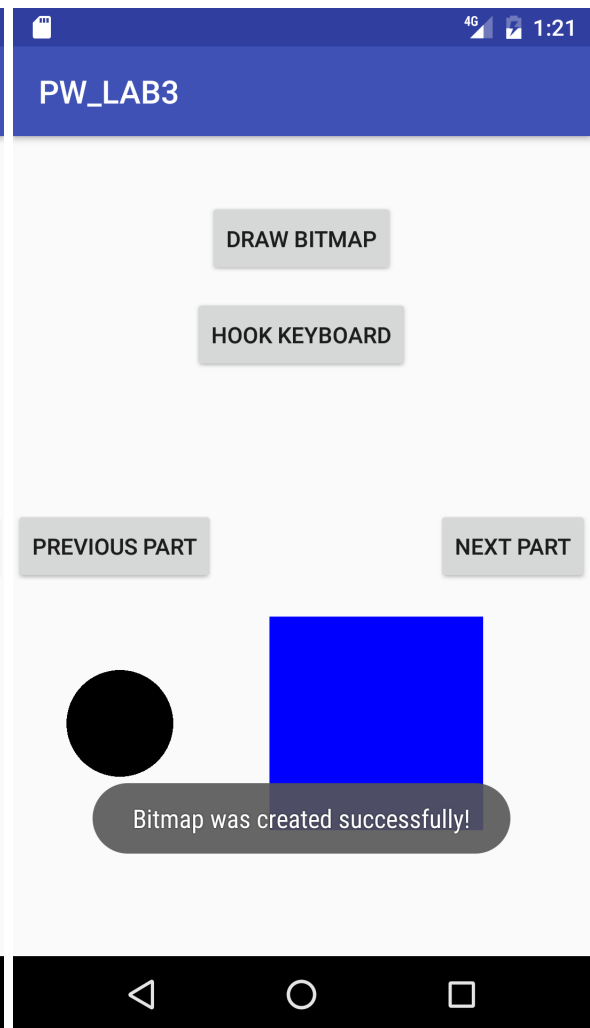 4G 1:21
PW_LAB3
DRAW BITMAP
HOOK KEYBOARD
PREVIOUS PART NEXT PART
Bitmap was created successfully!